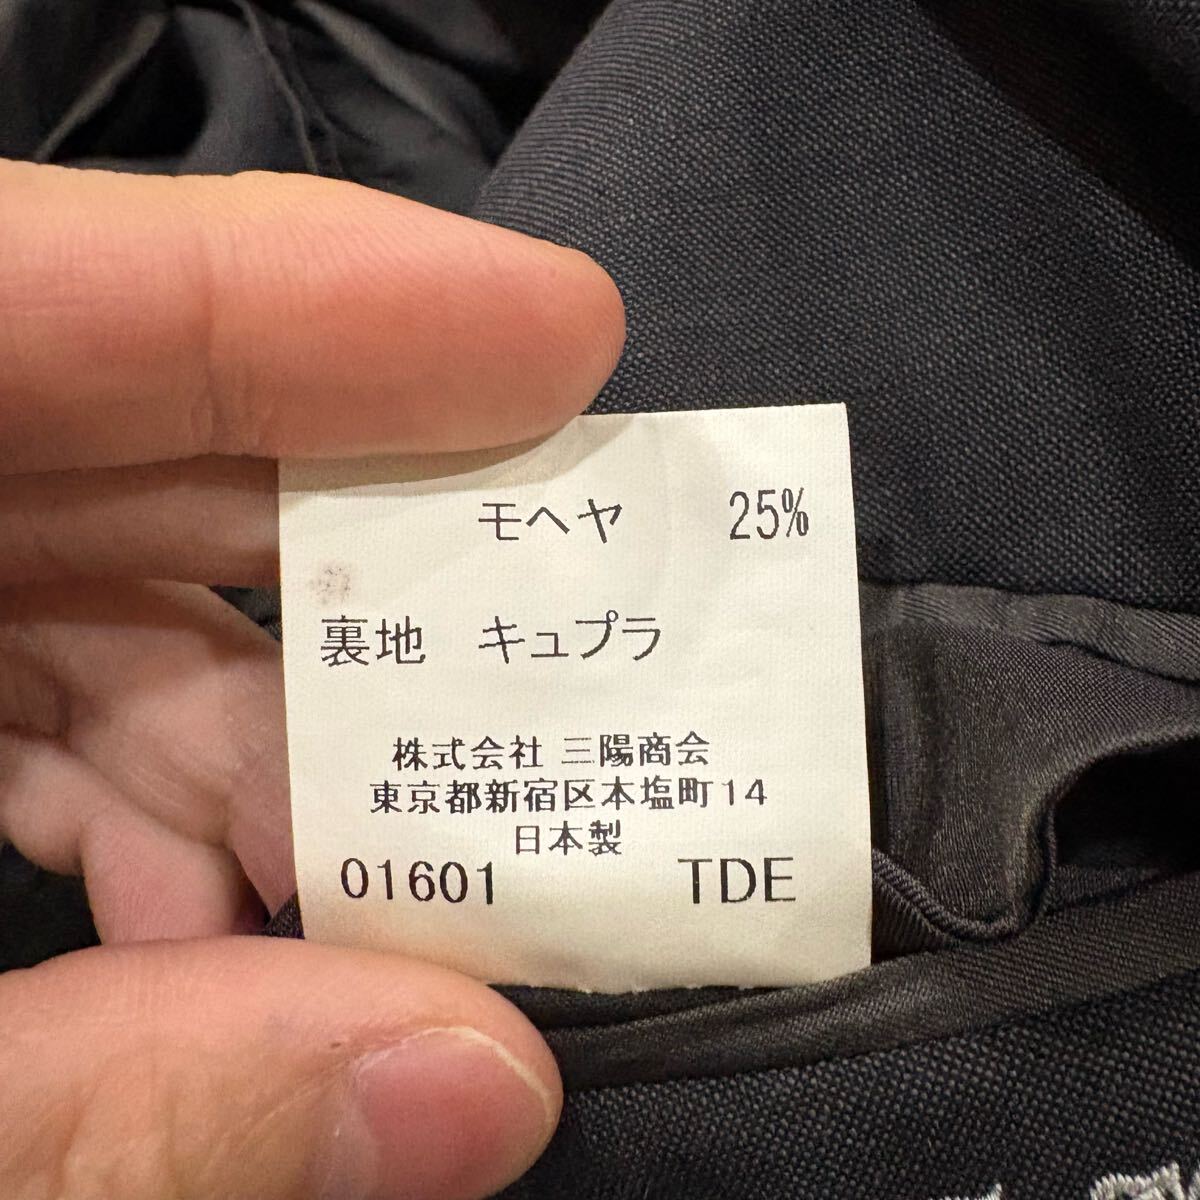 モヘヤ 25%
裏地 キュプラ
株式会社 三陽商会
東京都新宿区本塩町14
日本製
01601 TDE